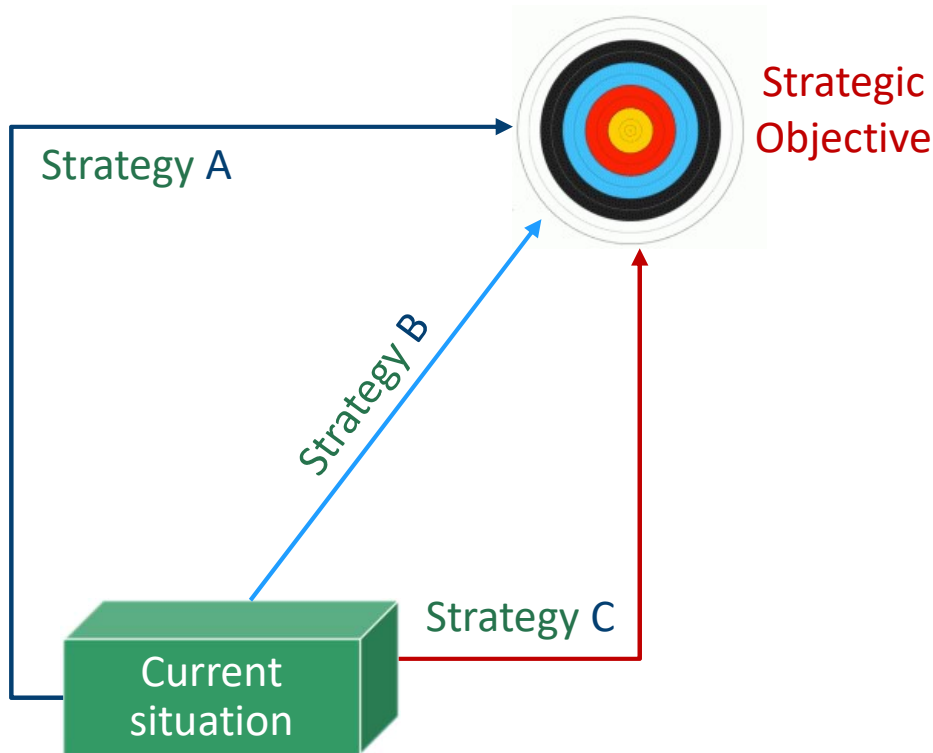 Strategic
Objective
Strategy A
Strategy B
Strategy C
Current
situation